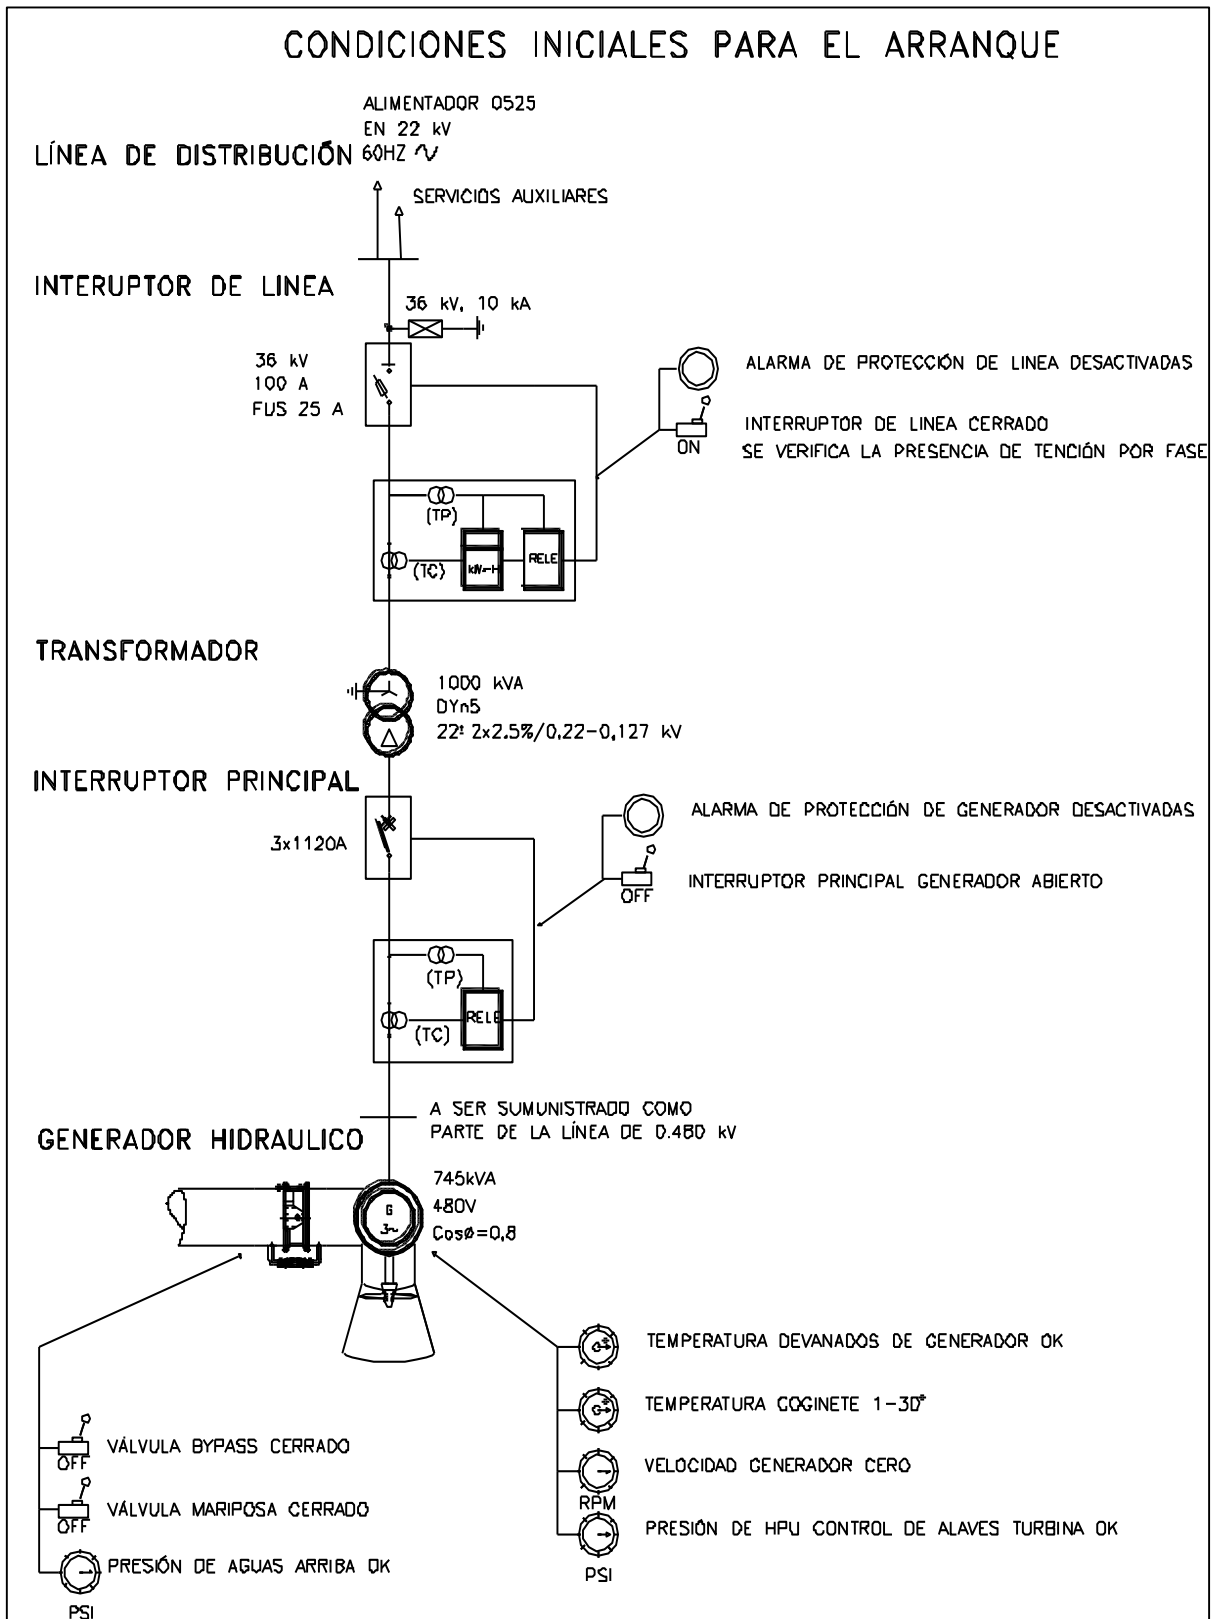 CONDICIONES INICIALES PARA EL ARRANQUE
ALIMENTADOR 0525
EN 22 kV
60HZ
LÍNEA DE DISTRIBUCIÓN
SERVICIOS AUXILIARES
INTERUPTOR DE LINEA
36 kV, 10 kA
36 kV
100 A
FUS 25 A
ALARMA DE PROTECCIÓN DE LINEA DESACTIVADAS
INTERRUPTOR DE LINEA CERRADO
ON
SE VERIFICA LA PRESENCIA DE TENCIÓN POR FASE
(TP)
(TC)
kW-H
RELE
TRANSFORMADOR
1000 kVA
DYn5
22± 2x2.5%/0,22-0,127 kV
INTERRUPTOR PRINCIPAL
3x1120A
ALARMA DE PROTECCIÓN DE GENERADOR DESACTIVADAS
INTERRUPTOR PRINCIPAL GENERADOR ABIERTO
OFF
(TP)
(TC)
RELE
A SER SUMUNISTRADO COMO
PARTE DE LA LÍNEA DE 0.480 kV
GENERADOR HIDRAULICO
745kVA
480V
Cosø=0,8
G
3~
TEMPERATURA DEVANADOS DE GENERADOR OK
TEMPERATURA COGINETE 1-3D°
VELOCIDAD GENERADOR CERO
RPM
PRESIÓN DE HPU CONTROL DE ALAVES TURBINA OK
PSI
VÁLVULA BYPASS CERRADO
OFF
VÁLVULA MARIPOSA CERRADO
OFF
PRESIÓN DE AGUAS ARRIBA OK
PSI